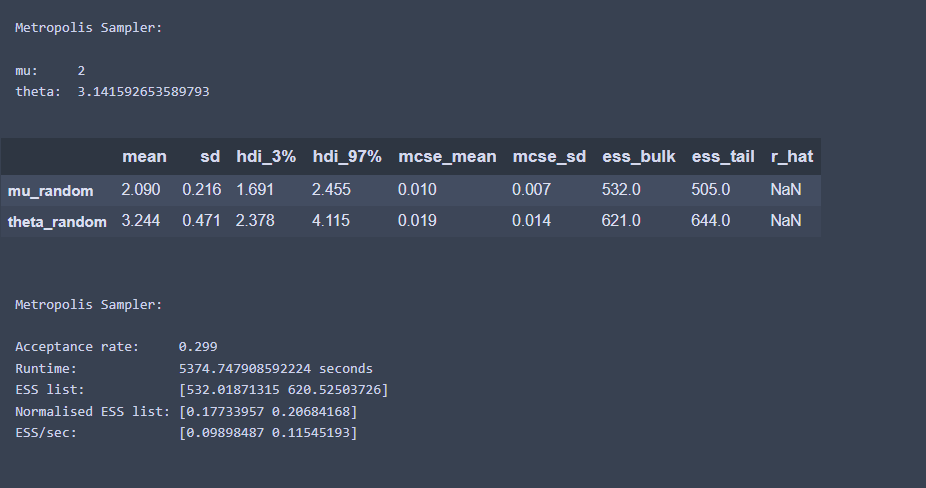 Metropolis Sampler:
mu: 2
theta: 3.141592653589793
mean sd hdi_3% hdi_97% mcse_mean mcse_sd ess_bulk ess_tail r_hat
mu_random 2.090 0.216 1.691 2.455 0.010 0.007 532.0 505.0 NaN
theta_random 3.244 0.471 2.378 4.115 0.019 0.014 621.0 644.0 NaN
Metropolis Sampler:
Acceptance rate: 0.299
Runtime: 5374.747908592224 seconds
ESS list: [532.01871315 620.52503726]
Normalised ESS list: [0.17733957 0.20684168]
ESS/sec: [0.09898487 0.11545193]